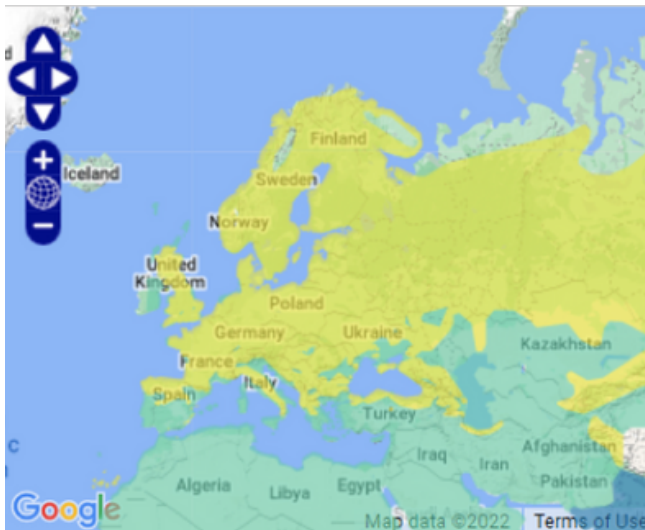 d
Iceland
Finland
Sweden
Norway
United
Kingdom
Poland
Germany
Ukraine
France
Kazakhstan
Italy
Spain
Turkey
Afghanistan
Iraq
Iran
Algeria
Egypt
Pakistan
Libya
C
Google
Map data ©2022
Terms of Use